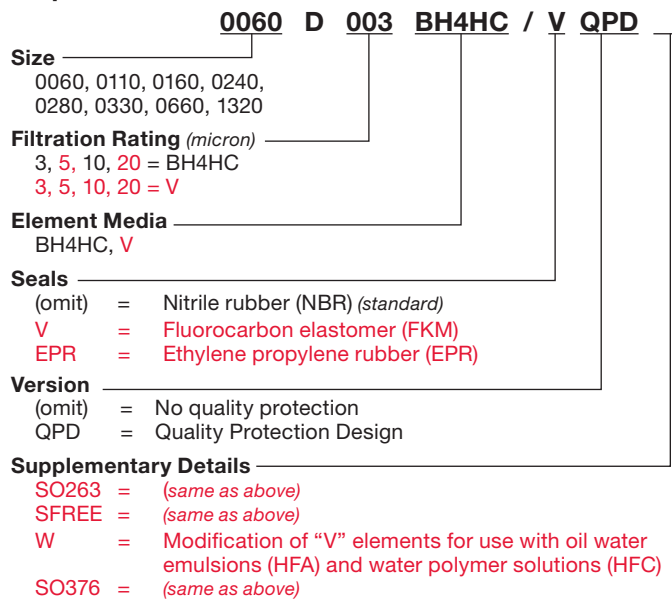 0060 D 003 BH4HC / V QPD
Size
0060, 0110, 0160, 0240,
0280, 0330, 0660, 1320
Filtration Rating (micron)
3, 5, 10, 20 = BH4HC
3, 5, 10, 20 = V
Element Media
BH4HC, V
Seals
(omit) = Nitrile rubber (NBR) (standard)
V = Fluorocarbon elastomer (FKM)
EPR = Ethylene propylene rubber (EPR)
Version
(omit) = No quality protection
QPD = Quality Protection Design
Supplementary Details
SO263 = (same as above)
SFREE = (same as above)
W = Modification of “V” elements for use with oil water
emulsions (HFA) and water polymer solutions (HFC)
SO376 = (same as above)